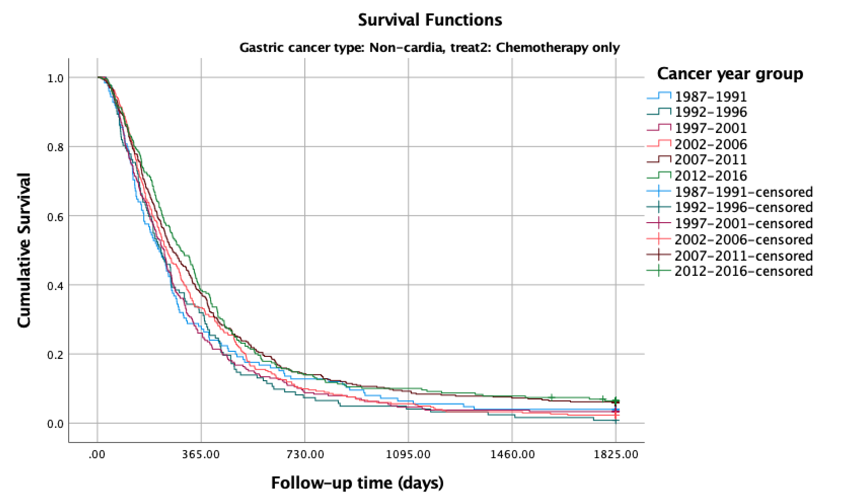 Survival Functions
Gastric cancer type: Non-cardia, treat2: Chemotherapy only
Cancer year group
1987-1991
1992-1996
1997-2001
2002-2006
2007-2011
2012-2016
1987-1991-censored
1992-1996-censored
1997-2001-censored
2002-2006-censored
2007-2011-censored
2012-2016-censored
Cumulative Survival
1.0
0.8
0.6
0.4
0.2
0.0
.00 365.00 730.00 1095.00 1460.00 1825.00
Follow-up time (days)